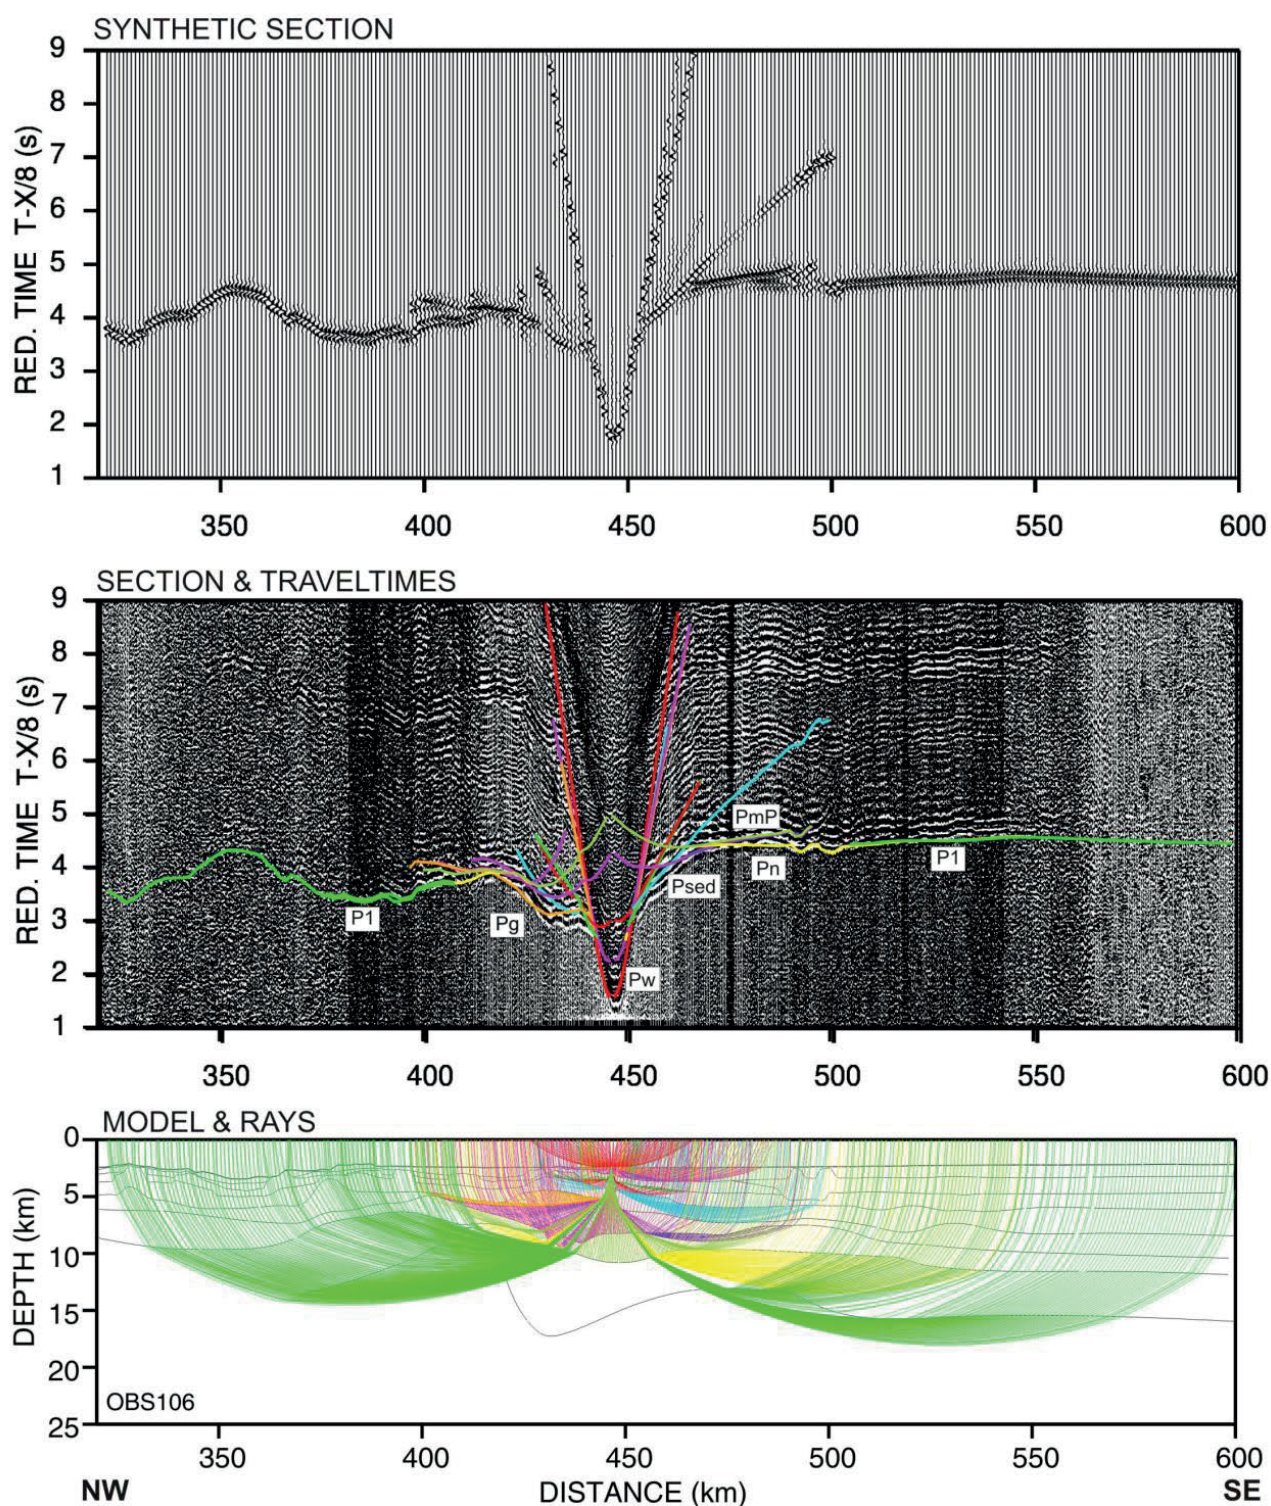 SYNTHETIC SECTION
9
8
7
6
5
4
3
2
1
RED. TIME T-X/8 (s)
350 400 450 500 550 600
SECTION & TRAVELTIMES
9
8
7
6
5
4
3
2
1
RED. TIME T-X/8 (s)
PmP
P1
Pn
Psed
P1
Pg
Pw
350 400 450 500 550 600
MODEL & RAYS
0
5
10
15
20
25
DEPTH (km)
OBS106
350 400 450 500 550 600
NW DISTANCE (km) SE